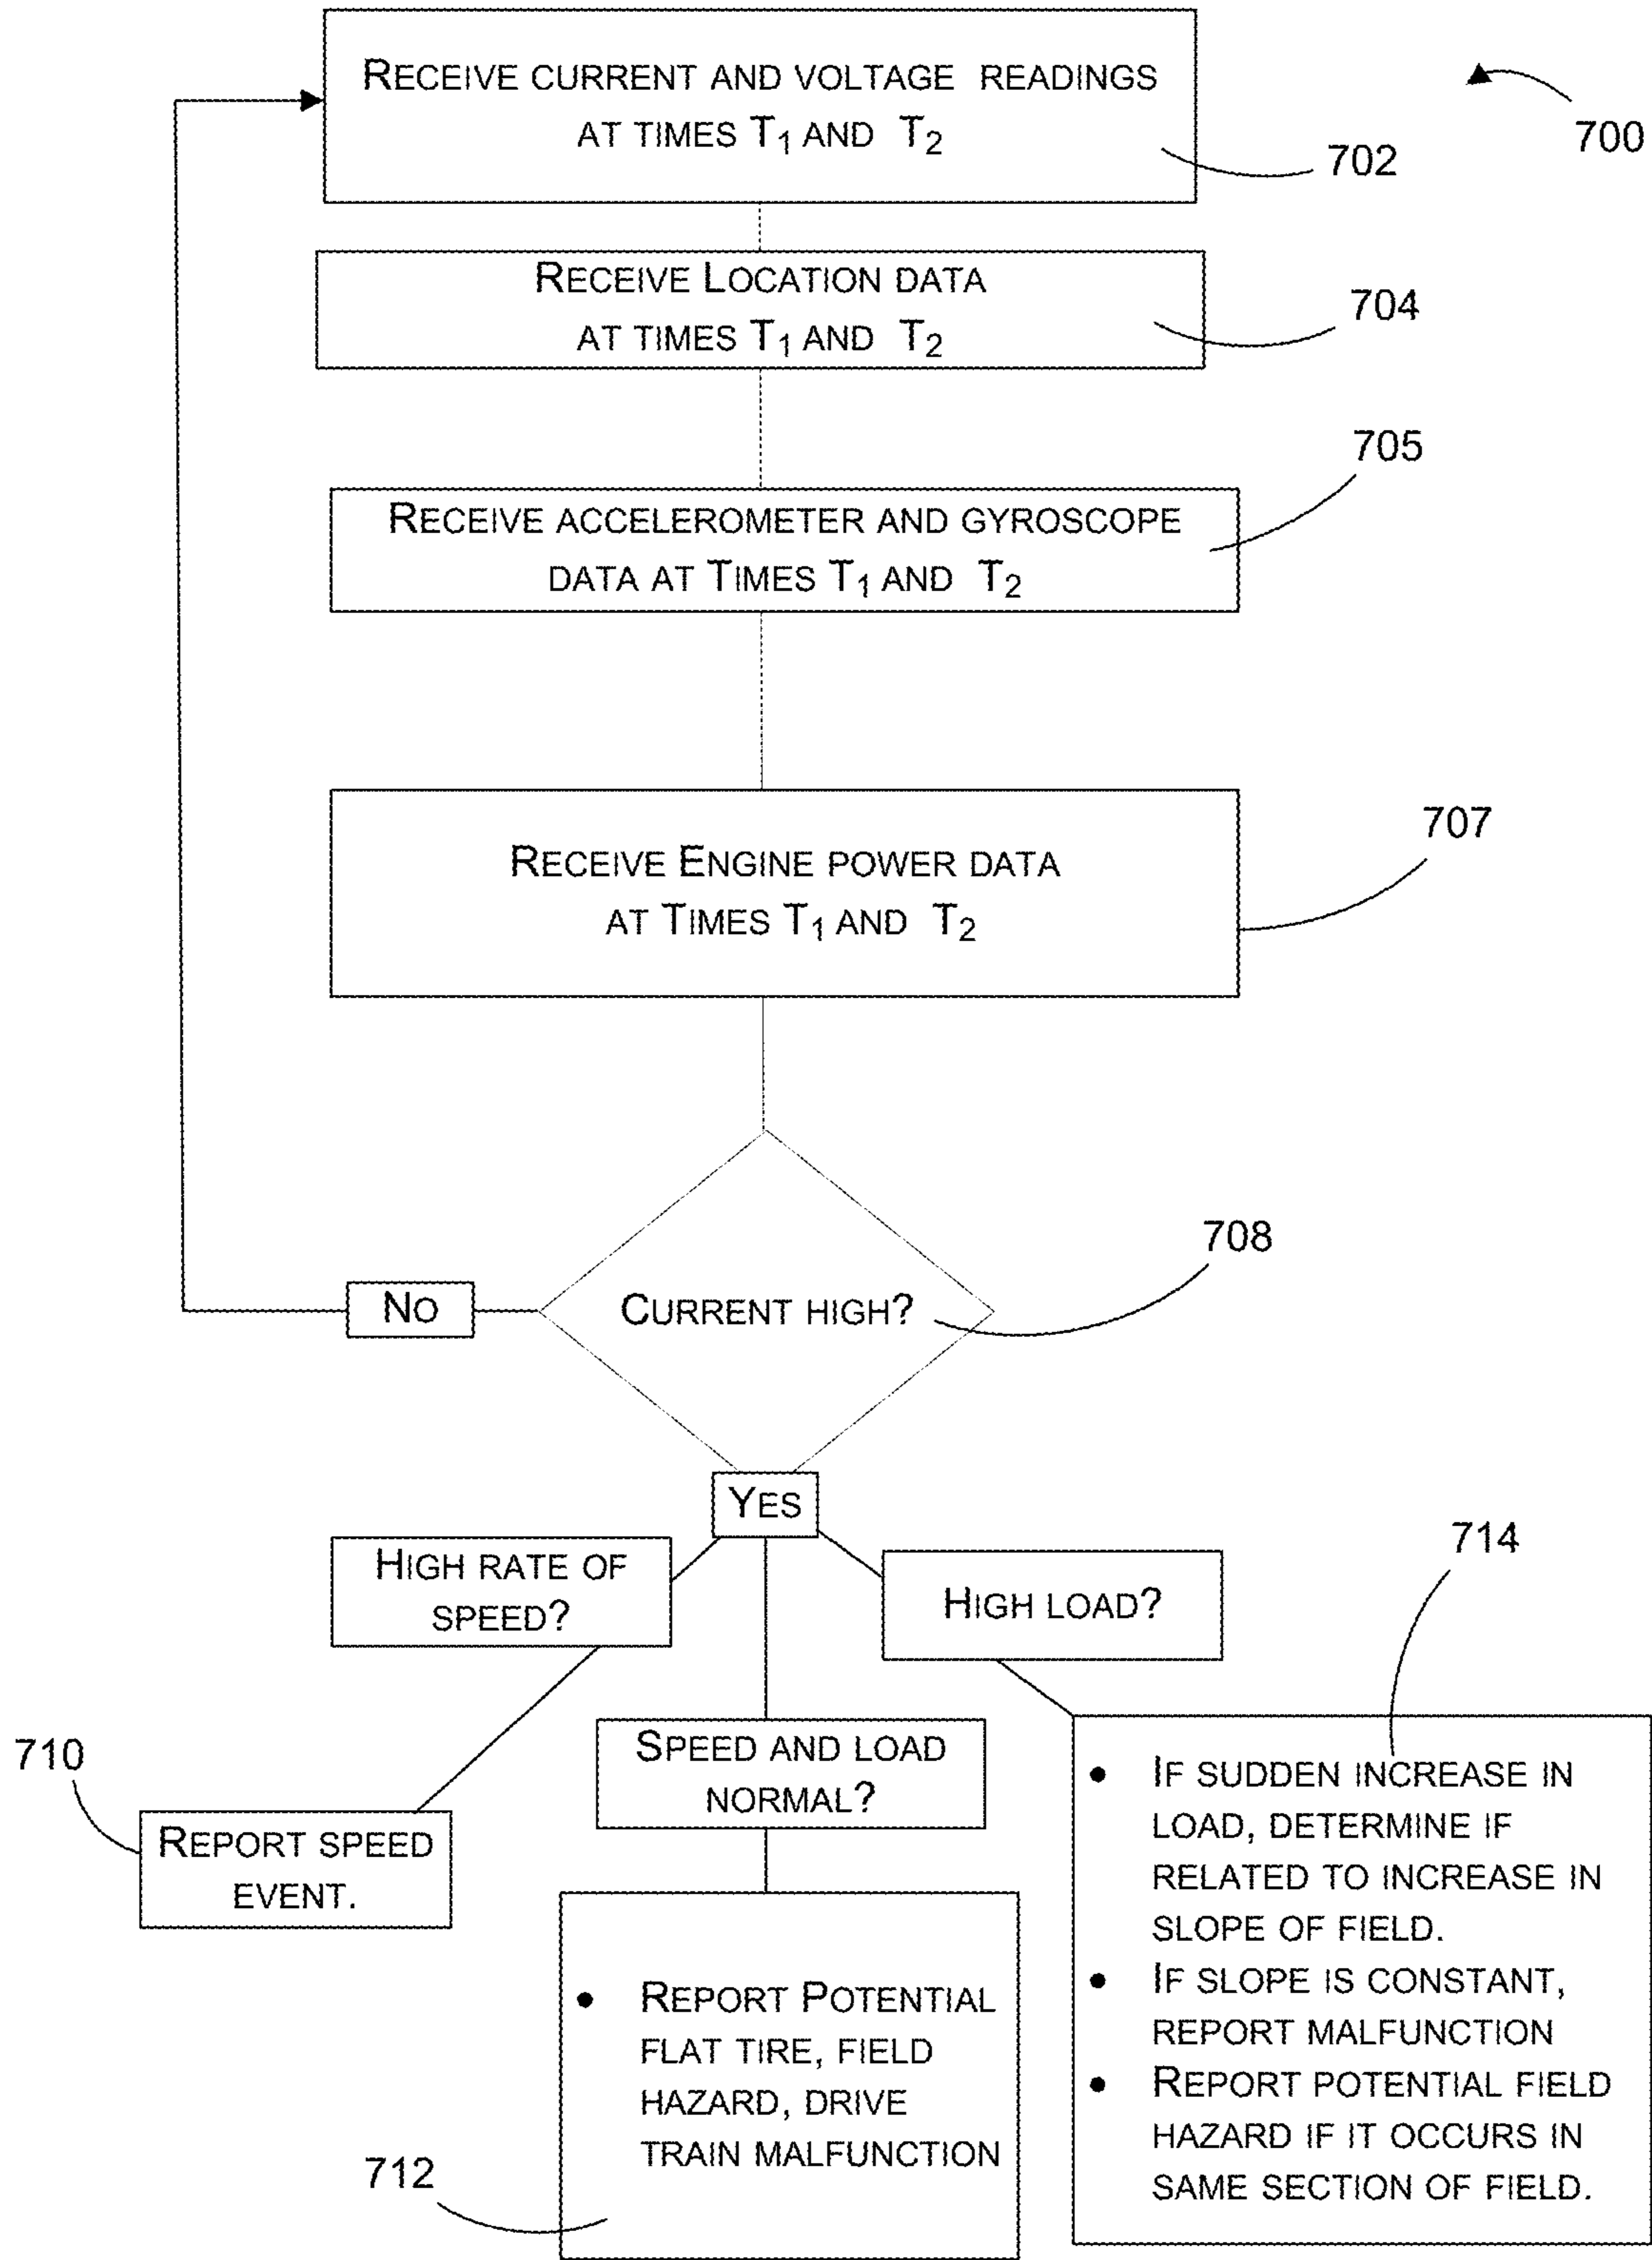 RECEIVE CURRENT AND VOLTAGE READINGS
AT TIMES T1 AND T2
700
702
RECEIVE LOCATION DATA
AT TIMES T1 AND T2
704
705
RECEIVE ACCELEROMETER AND GYROSCOPE
DATA AT TIMES T1 AND T2
707
RECEIVE ENGINE POWER DATA
AT TIMES T1 AND T2
708
NO
CURRENT HIGH?
YES
HIGH RATE OF
SPEED?
HIGH LOAD?
714
SPEED AND LOAD
NORMAL?
710
REPORT SPEED
EVENT.
• REPORT POTENTIAL
FLAT TIRE, FIELD
HAZARD, DRIVE
TRAIN MALFUNCTION
712
• IF SUDDEN INCREASE IN
LOAD, DETERMINE IF
RELATED TO INCREASE IN
SLOPE OF FIELD.
• IF SLOPE IS CONSTANT,
REPORT MALFUNCTION
• REPORT POTENTIAL FIELD
HAZARD IF IT OCCURS IN
SAME SECTION OF FIELD.